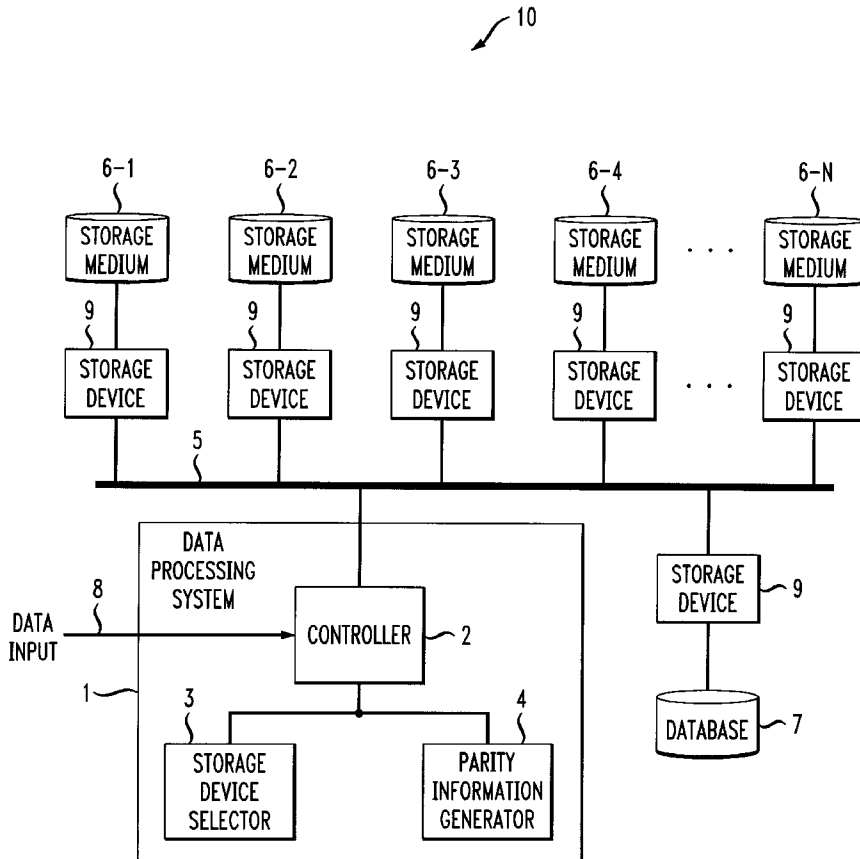 10
6-1 6-2 6-3 6-4 6-N
STORAGE MEDIUM
STORAGE MEDIUM
STORAGE MEDIUM
STORAGE MEDIUM
. . .
STORAGE MEDIUM
9 9 9 9 9
STORAGE DEVICE
STORAGE DEVICE
STORAGE DEVICE
STORAGE DEVICE
. . .
STORAGE DEVICE
5
DATA
PROCESSING
SYSTEM
8
DATA
INPUT
CONTROLLER
2
STORAGE
DEVICE
9
1
3
4
STORAGE
DEVICE
SELECTOR
PARITY
INFORMATION
GENERATOR
DATABASE
7